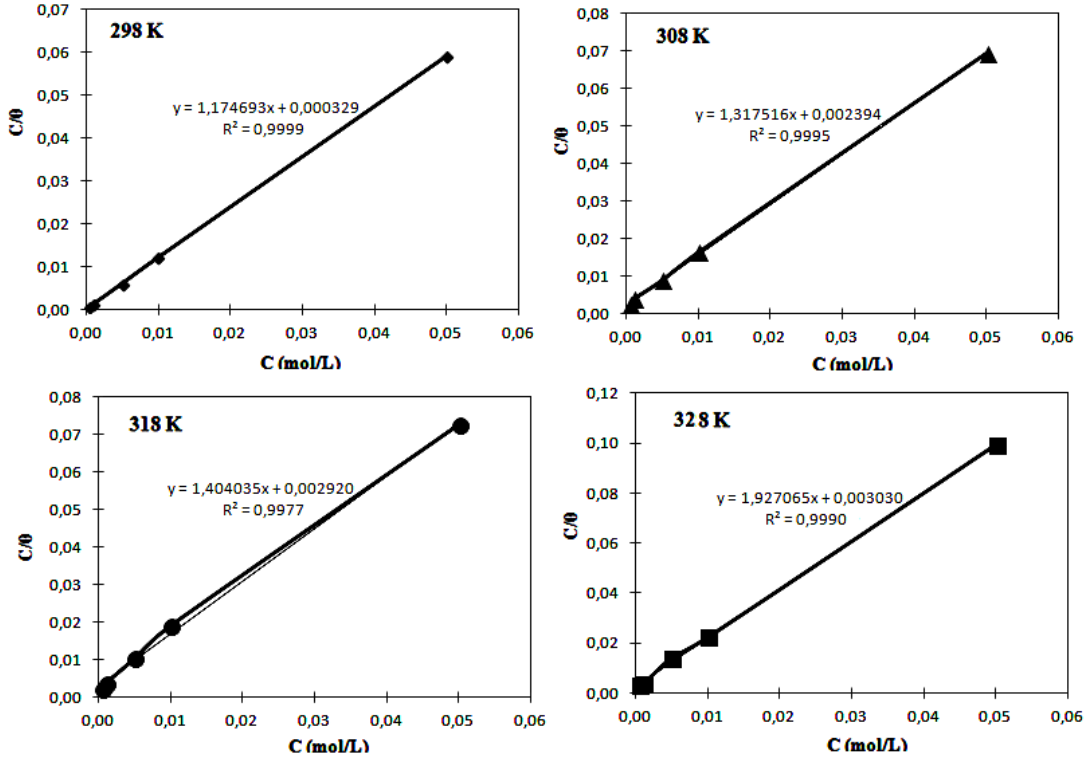 298 K
0,07
0,06
0,05
0,04
0,03
0,02
0,01
0,00
C/θ
y = 1,174693x + 0,000329
R² = 0,9999
0,00 0,01 0,02 0,03 0,04 0,05 0,06
C (mol/L)
308 K
0,08
0,07
0,06
0,05
0,04
0,03
0,02
0,01
0,00
C/θ
y = 1,317516x + 0,002394
R² = 0,9995
0,00 0,01 0,02 0,03 0,04 0,05 0,06
C (mol/L)
318 K
0,08
0,07
0,06
0,05
0,04
0,03
0,02
0,01
0,00
C/θ
y = 1,404035x + 0,002920
R² = 0,9977
0,00 0,01 0,02 0,03 0,04 0,05 0,06
C (mol/L)
328 K
0,12
0,10
0,08
0,06
0,04
0,02
0,00
C/θ
y = 1,927065x + 0,003030
R² = 0,9990
0,00 0,01 0,02 0,03 0,04 0,05 0,06
C (mol/L)